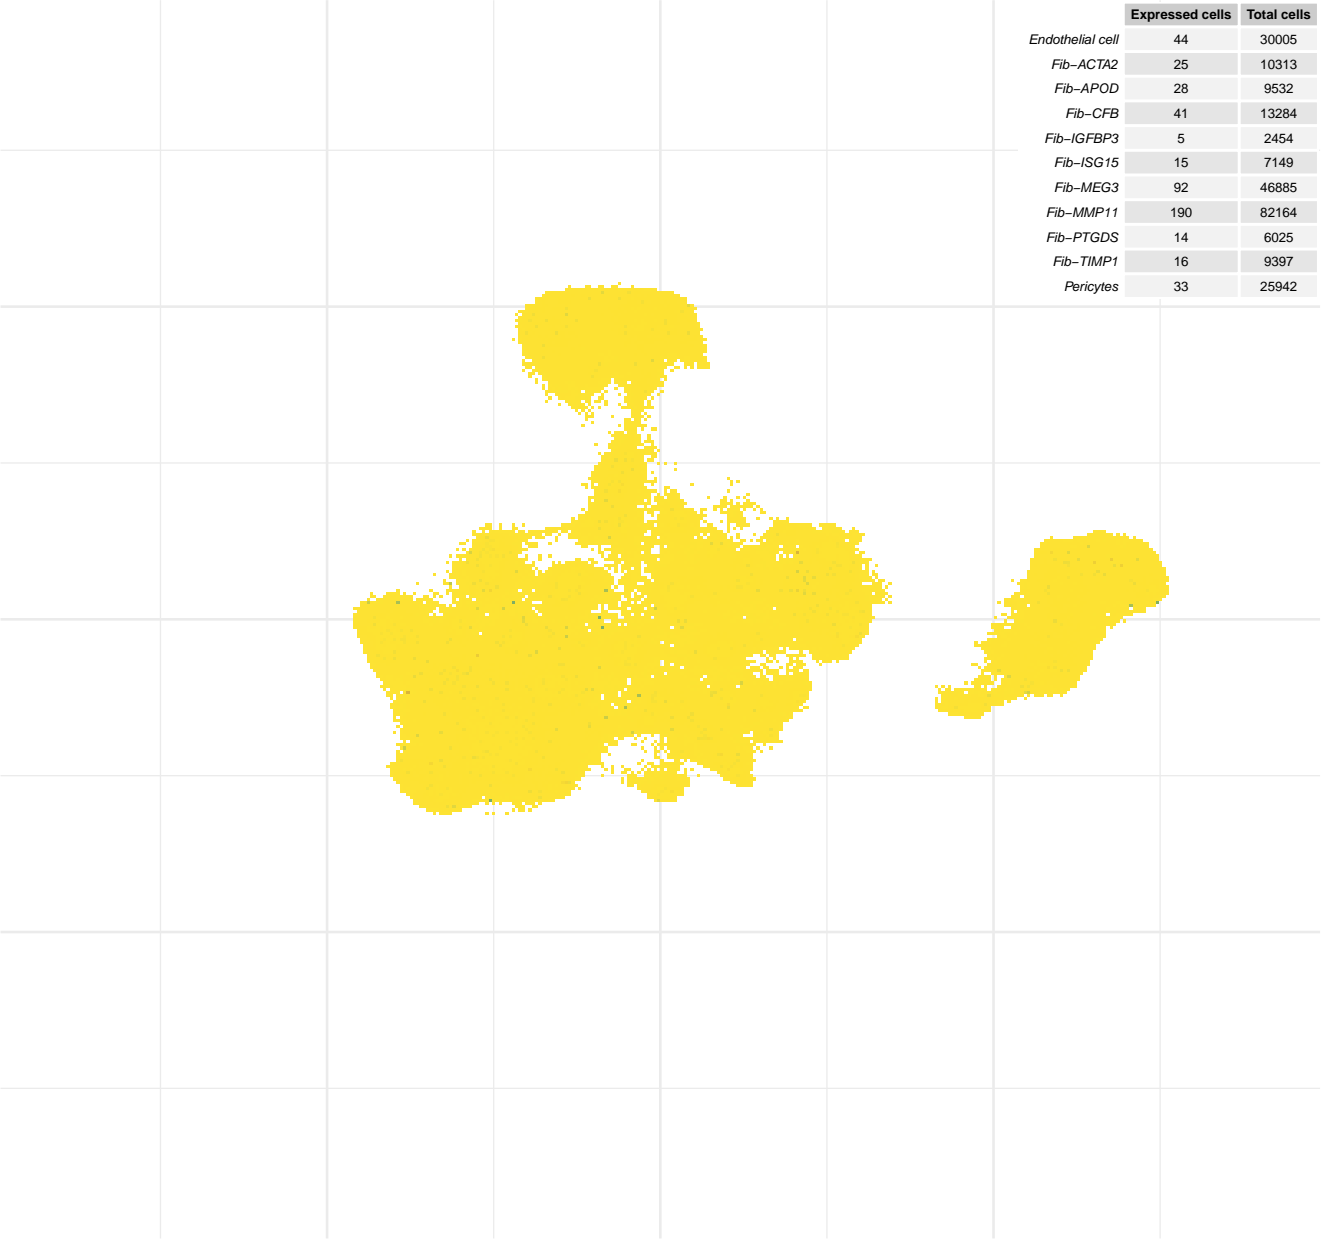 Expressed cells Total cells
Endothelial cell 44 30005
Fib−ACTA2 25 10313
Fib−APOD 28 9532
Fib−CFB 41 13284
Fib−IGFBP3 5 2454
Fib−ISG15 15 7149
Fib−MEG3 92 46885
Fib−MMP11 190 82164
Fib−PTGDS 14 6025
Fib−TIMP1 16 9397
Pericytes 33 25942